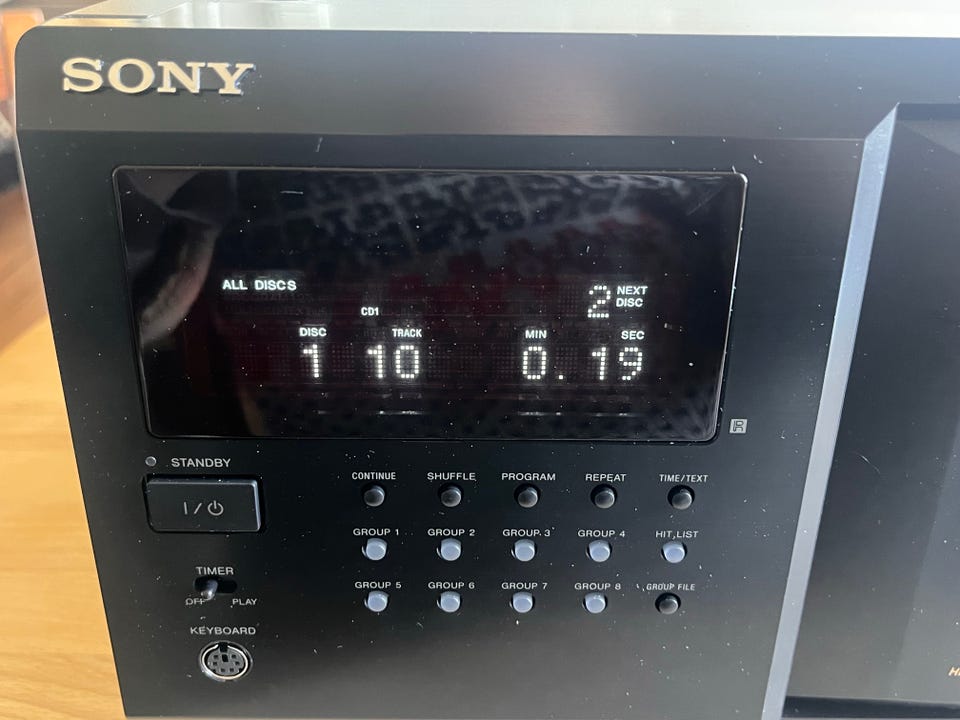 SONY
ALL DISCS
2 NEXT DISC
CD1
DISC TRACK MIN SEC
1 10 0. 19
IR
STANDBY
I/⏻
CONTINUE SHUFFLE PROGRAM REPEAT TIME/TEXT
GROUP 1 GROUP 2 GROUP 3 GROUP 4 HIT LIST
TIMER
OFF PLAY
GROUP 5 GROUP 6 GROUP 7 GROUP 8 GROUP FILE
KEYBOARD